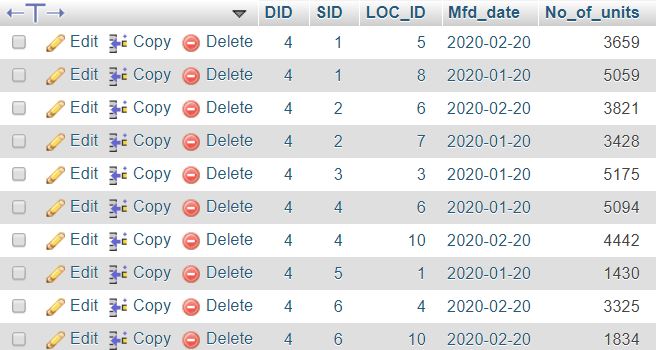 DID SID LOC_ID Mfd_date No_of_units
Edit Copy Delete 4 1 5 2020-02-20 3659
Edit Copy Delete 4 1 8 2020-01-20 5059
Edit Copy Delete 4 2 6 2020-02-20 3821
Edit Copy Delete 4 2 7 2020-01-20 3428
Edit Copy Delete 4 3 3 2020-01-20 5175
Edit Copy Delete 4 4 6 2020-01-20 5094
Edit Copy Delete 4 4 10 2020-02-20 4442
Edit Copy Delete 4 5 1 2020-01-20 1430
Edit Copy Delete 4 6 4 2020-02-20 3325
Edit Copy Delete 4 6 10 2020-01-20 1834